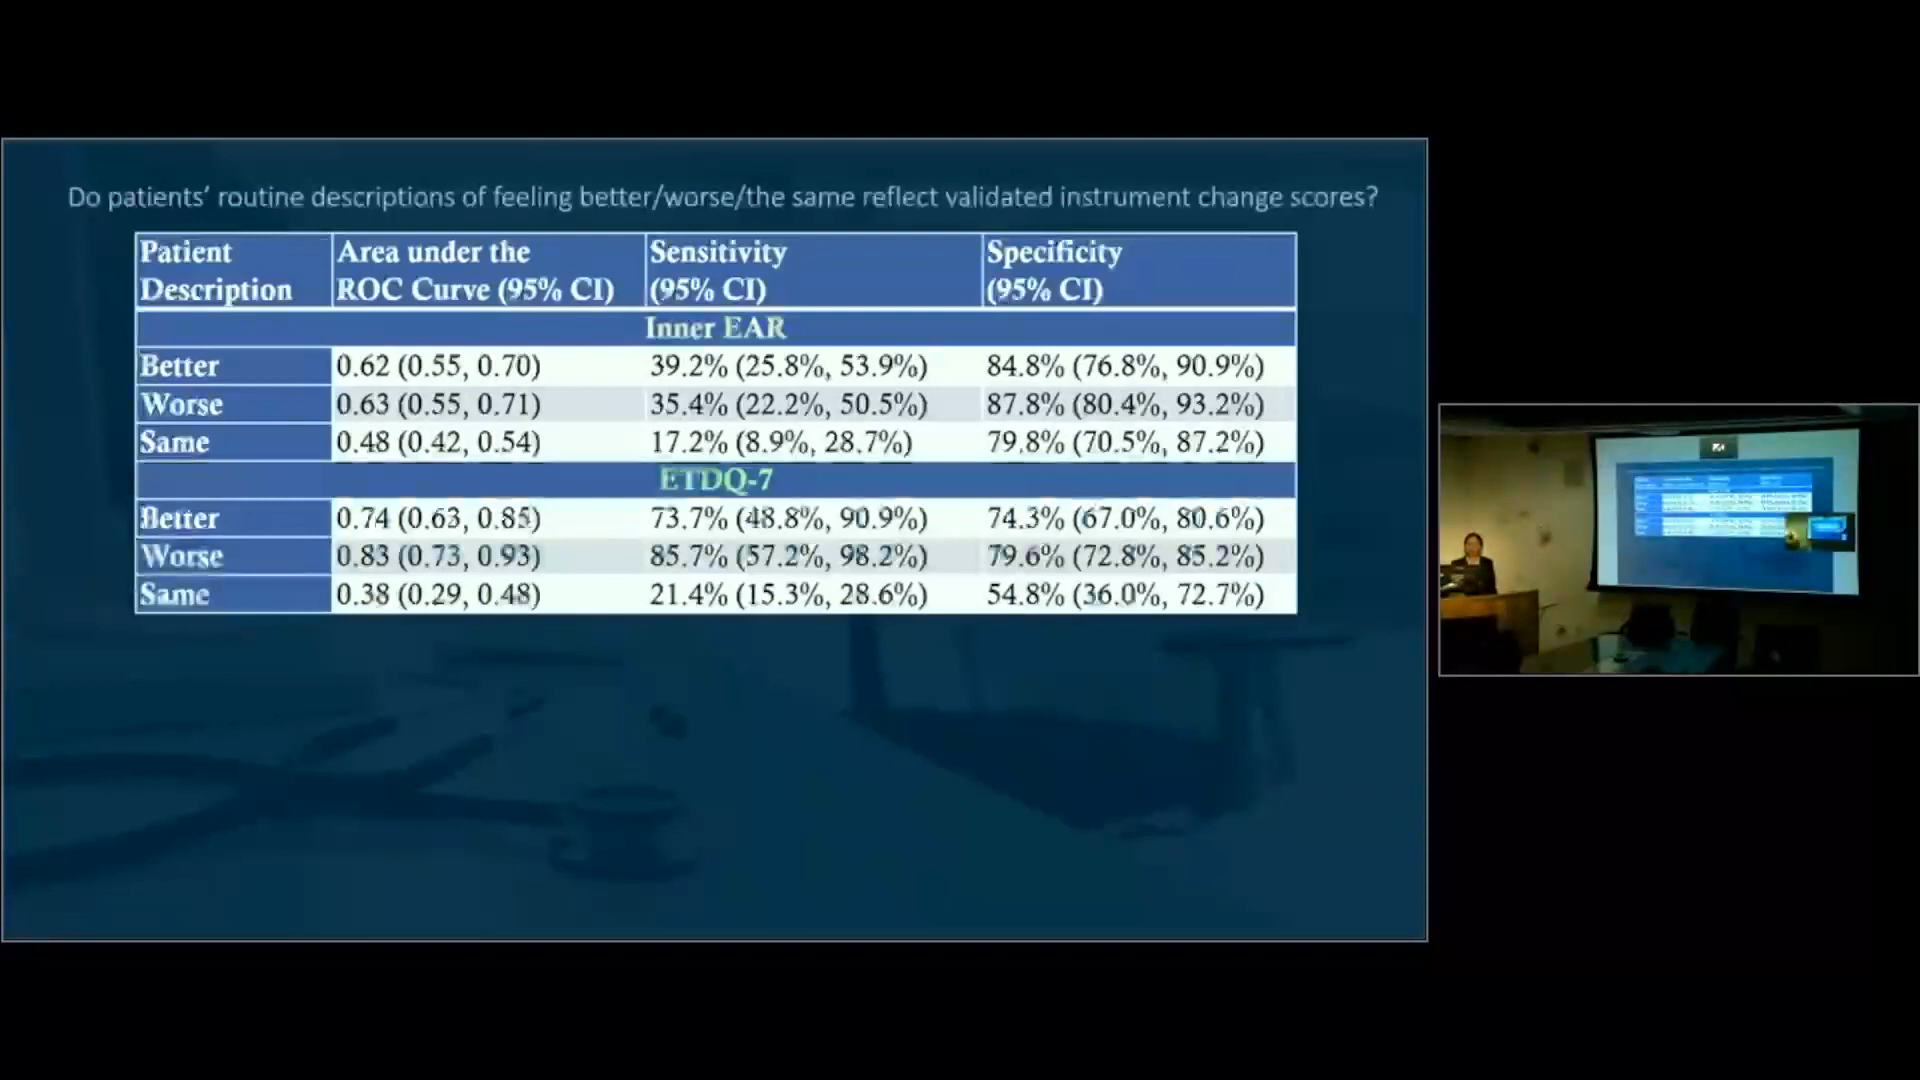 Do patients' routine descriptions of feeling better/worse/the same reflect validated instrument change scores?
Patient Description Area under the ROC Curve (95% CI) Sensitivity (95% CI) Specificity (95% CI)
Inner EAR
Better 0.62 (0.55, 0.70) 39.2% (25.8%, 53.9%) 84.8% (76.8%, 90.9%)
Worse 0.63 (0.55, 0.71) 35.4% (22.2%, 50.5%) 87.8% (80.4%, 93.2%)
Same 0.48 (0.42, 0.54) 17.2% (8.9%, 28.7%) 79.8% (70.5%, 87.2%)
ETDQ-7
Better 0.74 (0.63, 0.85) 73.7% (48.8%, 90.9%) 74.3% (67.0%, 80.6%)
Worse 0.83 (0.73, 0.93) 85.7% (57.2%, 98.2%) 79.6% (72.8%, 85.2%)
Same 0.38 (0.29, 0.48) 21.4% (15.3%, 28.6%) 54.8% (36.0%, 72.7%)